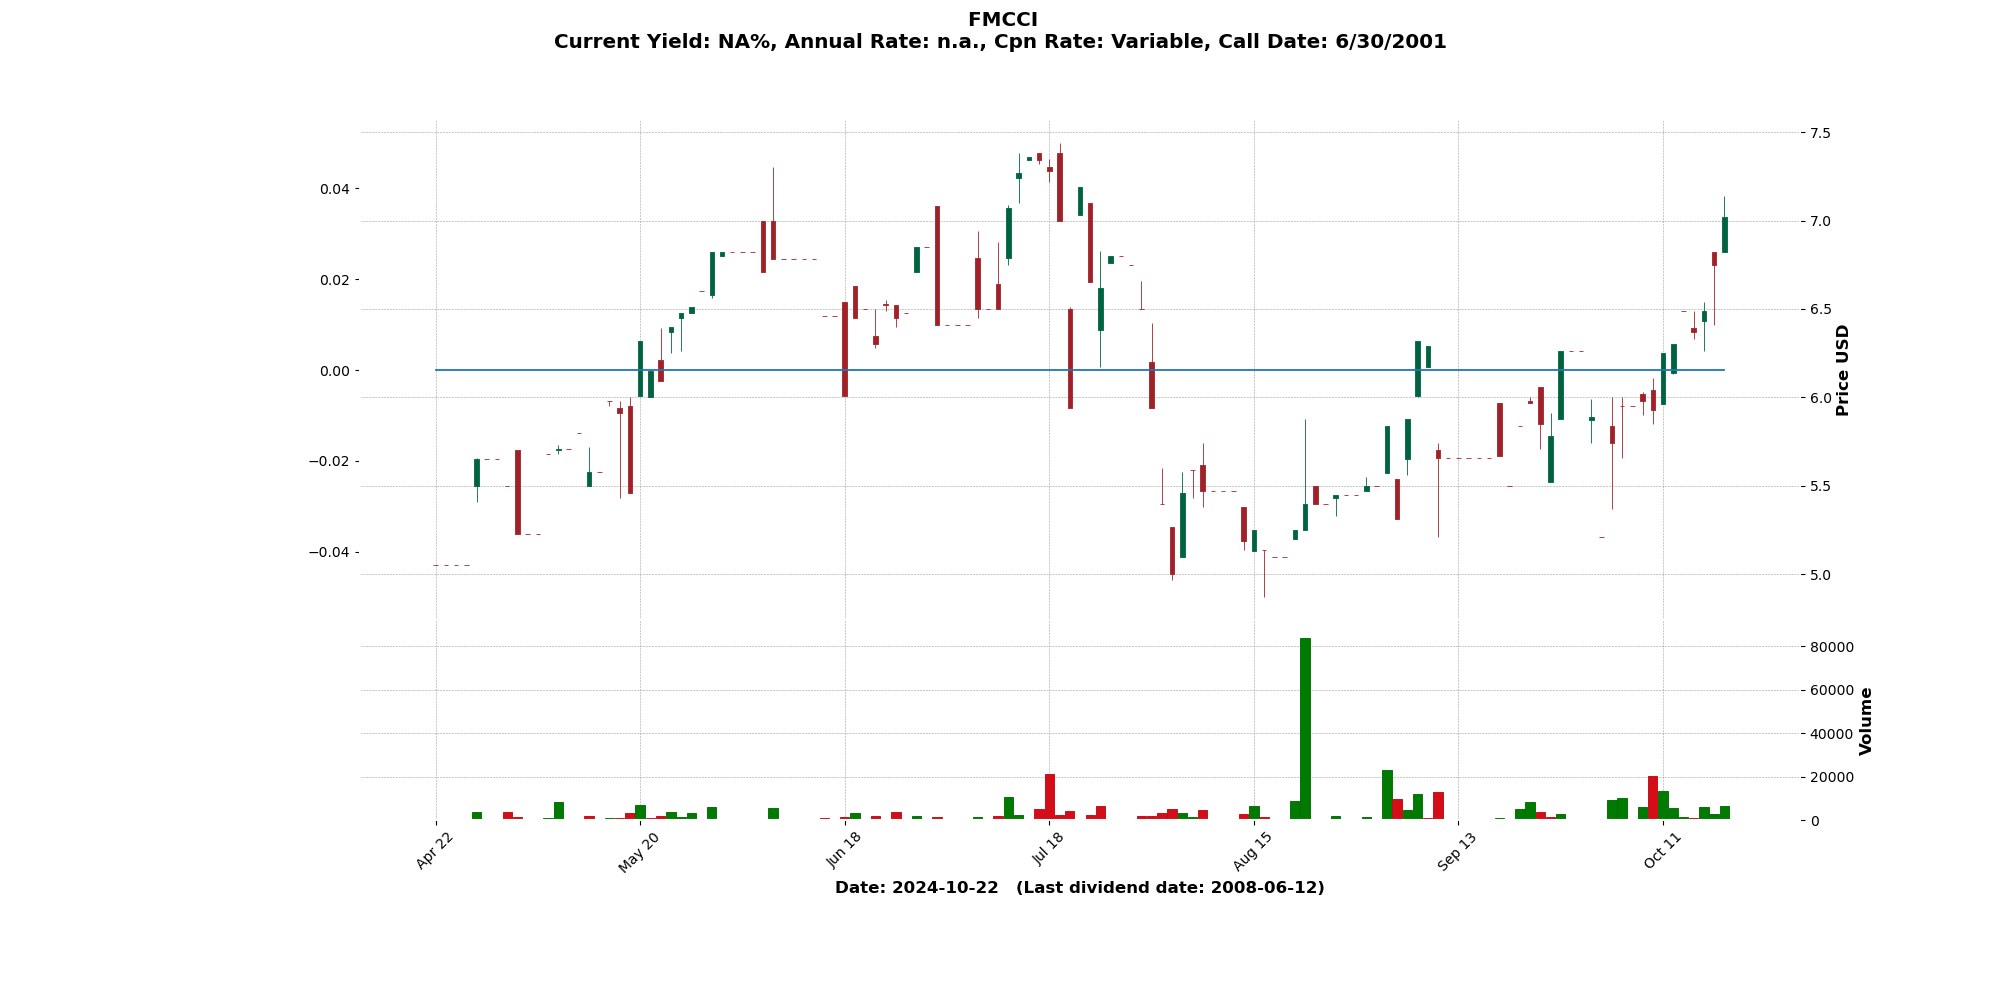 FMCCI
Current Yield: NA%, Annual Rate: n.a., Cpn Rate: Variable, Call Date: 6/30/2001
0.04
0.02
0.00
−0.02
−0.04
7.5
7.0
6.5
6.0
5.5
5.0
Price USD
80000
60000
40000
20000
0
Volume
Apr 22
May 20
Jun 18
Jul 18
Aug 15
Sep 13
Oct 11
Date: 2024-10-22   (Last dividend date: 2008-06-12)